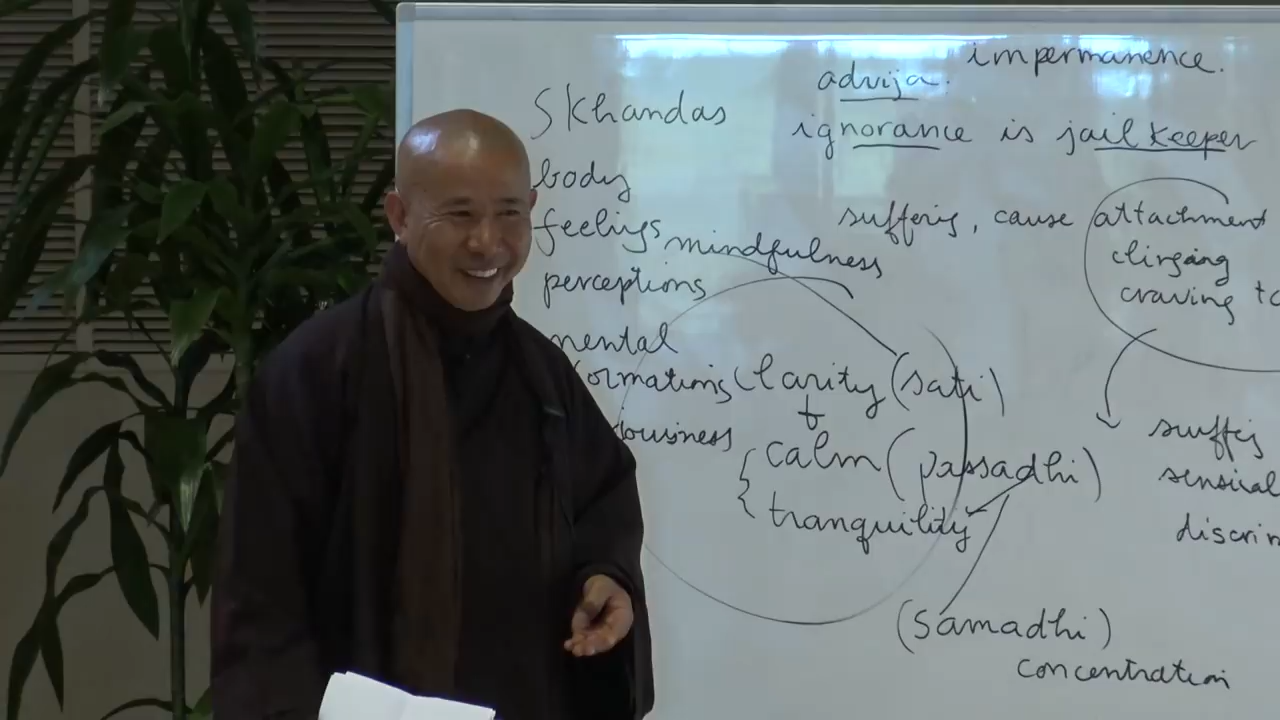 impermanence.
advija.
Skhandas
ignorance is jail keeper
body
feelings
suffering, cause attachment
mindfulness
clinging
perceptions
craving
mental
formations
Clarity (sati)
+
calm (passadhi)
tranquility
sensual
(samadhi)
concentration